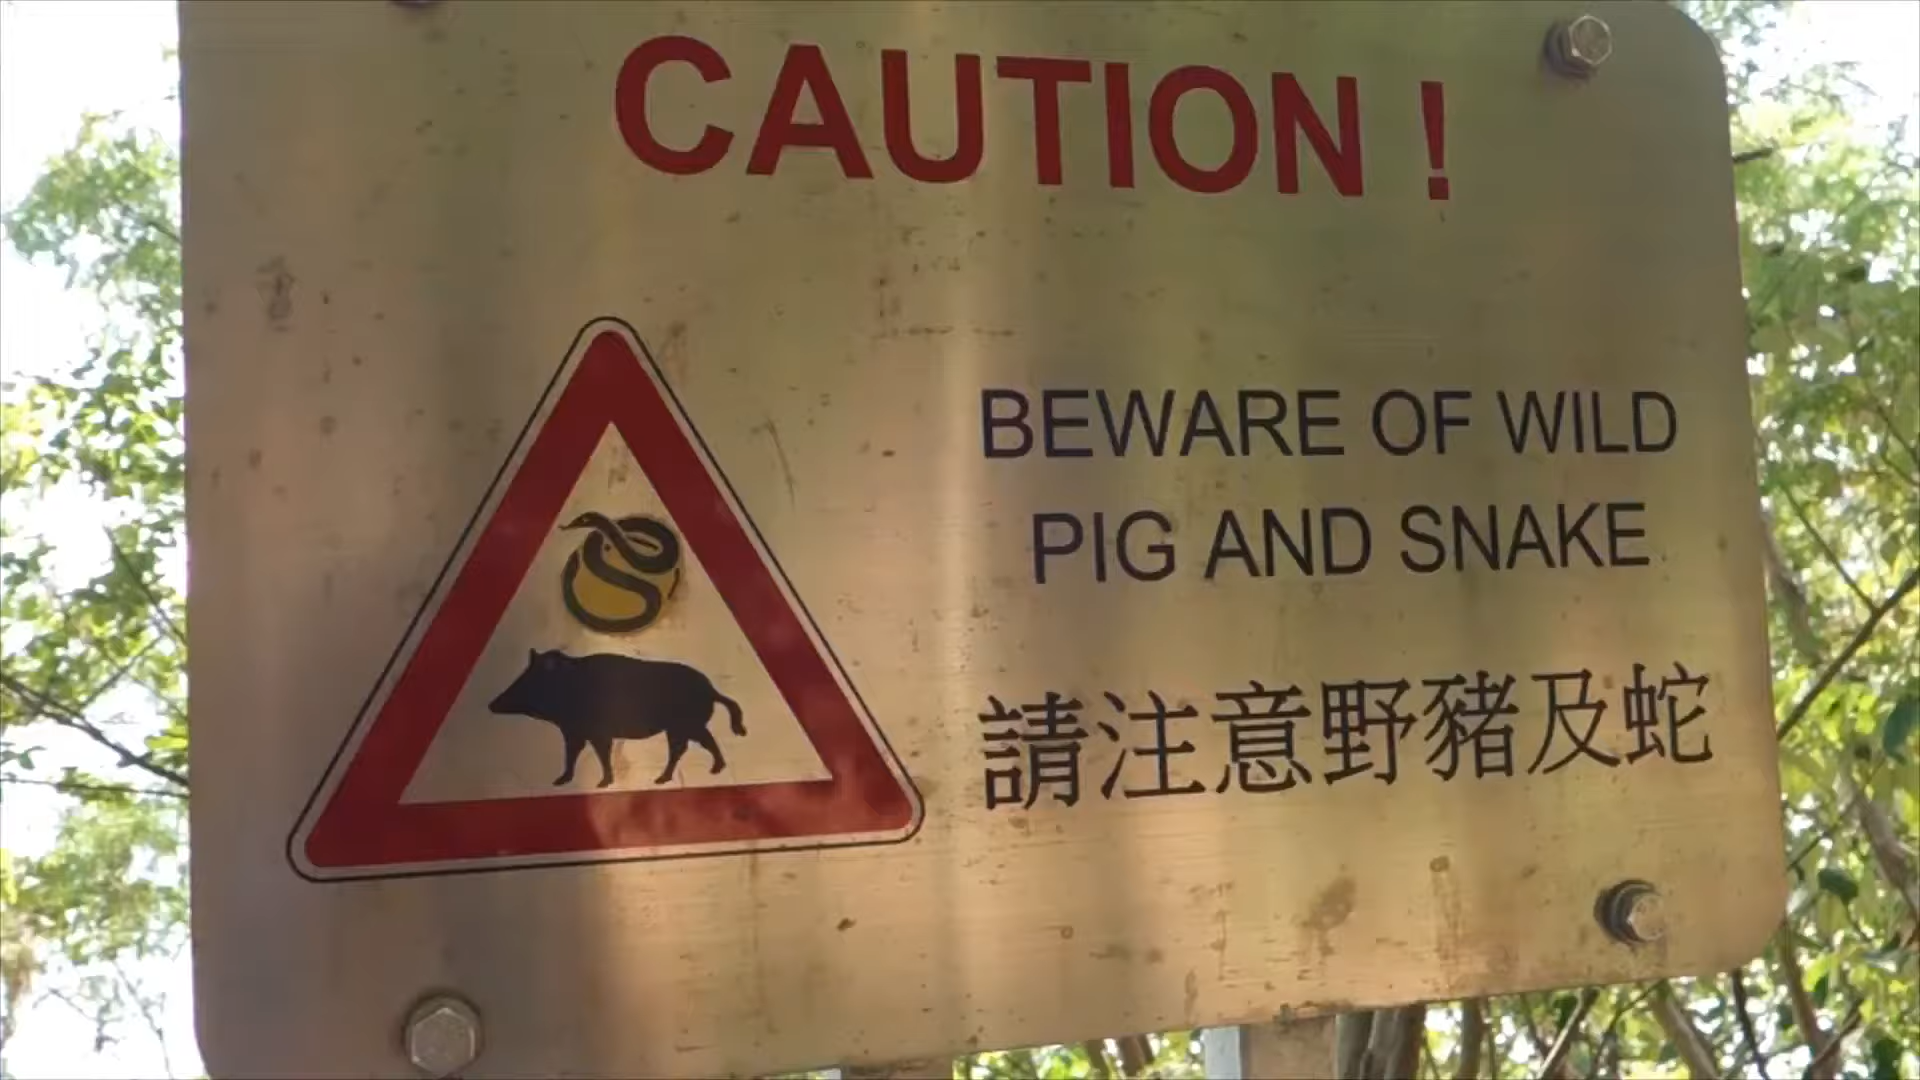 CAUTION !
BEWARE OF WILD
PIG AND SNAKE
請注意野豬及蛇